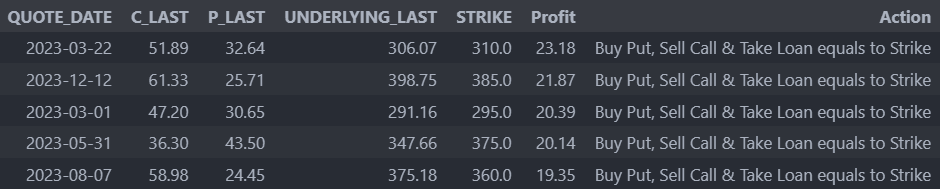 QUOTE_DATE C_LAST P_LAST UNDERLYING_LAST STRIKE Profit Action
2023-03-22 51.89 32.64 306.07 310.0 23.18 Buy Put, Sell Call & Take Loan equals to Strike
2023-12-12 61.33 25.71 398.75 385.0 21.87 Buy Put, Sell Call & Take Loan equals to Strike
2023-03-01 47.20 30.65 291.16 295.0 20.39 Buy Put, Sell Call & Take Loan equals to Strike
2023-05-31 36.30 43.50 347.66 375.0 20.14 Buy Put, Sell Call & Take Loan equals to Strike
2023-08-07 58.98 24.45 375.18 360.0 19.35 Buy Put, Sell Call & Take Loan equals to Strike